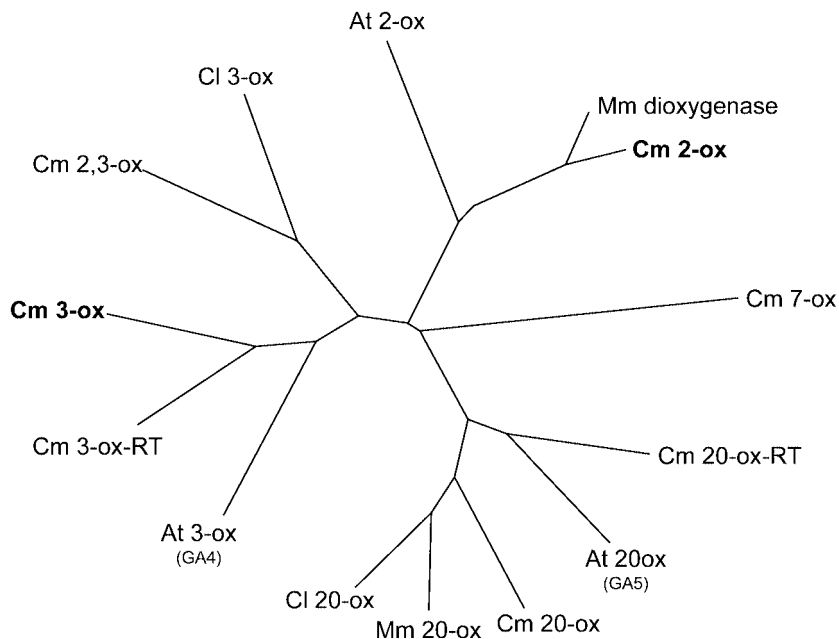 At 2-ox
Cl 3-ox
Mm dioxygenase
Cm 2-ox
Cm 2,3-ox
Cm 7-ox
Cm 3-ox
Cm 3-ox-RT
Cm 20-ox-RT
At 3-ox
(GA4)
At 20ox
(GA5)
Cl 20-ox
Mm 20-ox
Cm 20-ox